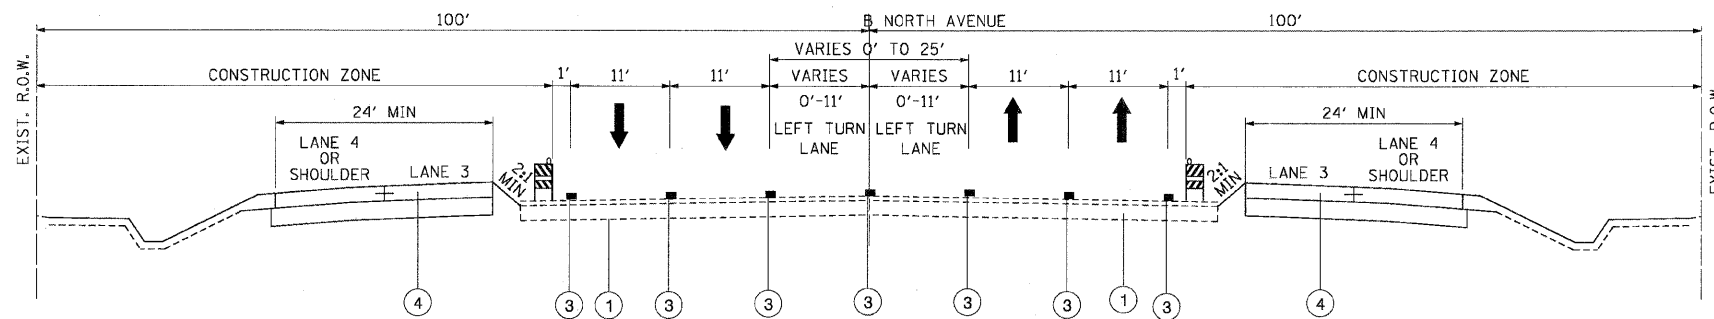 100' B NORTH AVENUE 100'
VARIES 0' TO 25'
CONSTRUCTION ZONE 1' 11' 11' VARIES VARIES 11' 11' 1' CONSTRUCTION ZONE
0'-11' 0'-11'
24' MIN 24' MIN
LEFT TURN LEFT TURN
LANE LANE
LANE 4 LANE 4
OR OR
SHOULDER LANE 3 LANE 3 SHOULDER
2:1 2:1
MIN MIN
EXIST. R.O.W. EXIST. R.O.W.
4 3 1 3 3 3 3 3 1 3 4